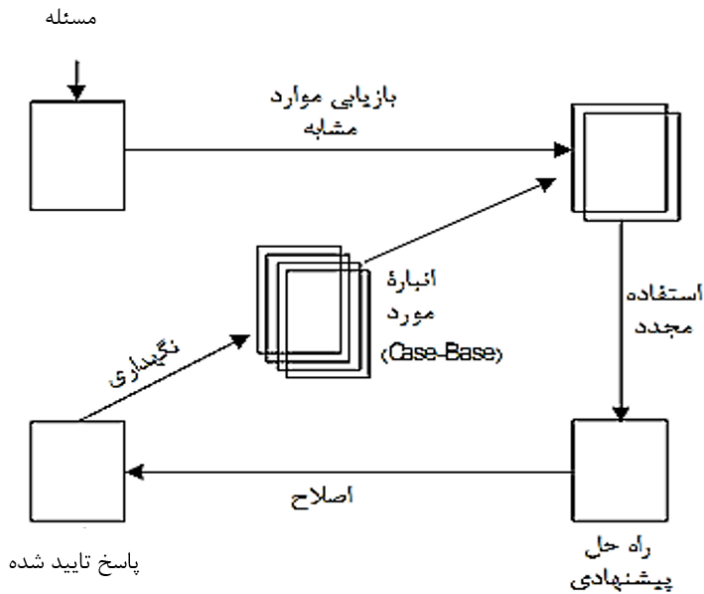 مسئله
بازیابی موارد
مشابه
انبارهٔ
مورد
(Case-Base)
استفاده
مجدد
نگهداری
اصلاح
راه حل
پیشنهادی
پاسخ تایید شده